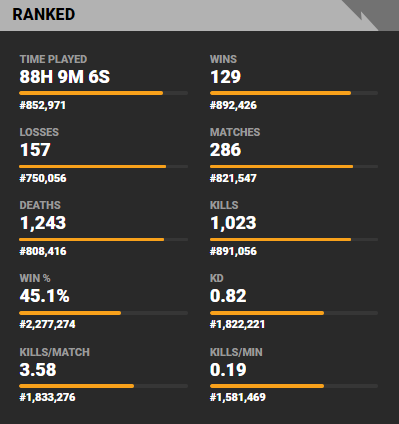 RANKED
TIME PLAYED
88H 9M 6S
#852,971
WINS
129
#892,426
LOSSES
157
#750,056
MATCHES
286
#821,547
DEATHS
1,243
#808,416
KILLS
1,023
#891,056
WIN %
45.1%
#2,277,274
KD
0.82
#1,822,221
KILLS/MATCH
3.58
#1,833,276
KILLS/MIN
0.19
#1,581,469